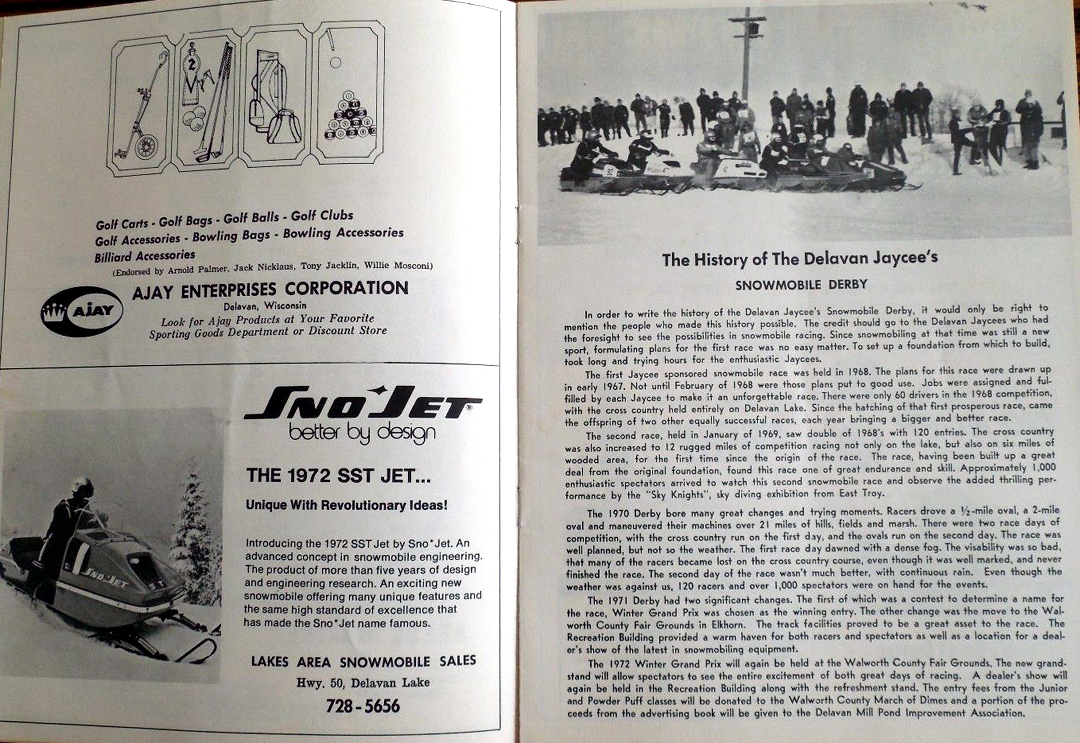 2
Golf Carts - Golf Bags - Golf Balls - Golf Clubs
Golf Accessories - Bowling Bags - Bowling Accessories
Billiard Accessories
(Endorsed by Arnold Palmer, Jack Nicklaus, Tony Jacklin, Willie Mosconi)
AJAY
AJAY ENTERPRISES CORPORATION
Delavan, Wisconsin
Look for Ajay Products at Your Favorite
Sporting Goods Department or Discount Store
SNO*JET®
better by design
THE 1972 SST JET...
Unique With Revolutionary Ideas!
Introducing the 1972 SST Jet by Sno*Jet. An
advanced concept in snowmobile engineering.
The product of more than five years of design
and engineering research. An exciting new
snowmobile offering many unique features and
the same high standard of excellence that
has made the Sno*Jet name famous.
SNO JET
LAKES AREA SNOWMOBILE SALES
Hwy. 50, Delavan Lake
728-5656
The History of The Delavan Jaycee's
SNOWMOBILE DERBY
In order to write the history of the Delavan Jaycee's Snowmobile Derby, it would only be right to
mention the people who made this history possible. The credit should go to the Delavan Jaycees who had
the foresight to see the possibilities in snowmobile racing. Since snowmobiling at that time was still a new
sport, formulating plans for the first race was no easy matter. To set up a foundation from which to build,
took long and trying hours for the enthusiastic Jaycees.
The first Jaycee sponsored snowmobile race was held in 1968. The plans for this race were drawn up
in early 1967. Not until February of 1968 were those plans put to good use. Jobs were assigned and ful-
filled by each Jaycee to make it an unforgettable race. There were only 60 drivers in the 1968 competition,
with the cross country held entirely on Delavan Lake. Since the hatching of that first prosperous race, came
the offspring of two other equally successful races, each year bringing a bigger and better race.
The second race, held in January of 1969, saw double of 1968's with 120 entries. The cross country
was also increased to 12 rugged miles of competition racing not only on the lake, but also on six miles of
wooded area, for the first time since the origin of the race. The race, having been built up a great
deal from the original foundation, found this race one of great endurance and skill. Approximately 1,000
enthusiastic spectators arrived to watch this second snowmobile race and observe the added thrilling per-
formance by the "Sky Knights", sky diving exhibition from East Troy.
The 1970 Derby bore many great changes and trying moments. Racers drove a ½-mile oval, a 2-mile
oval and maneuvered their machines over 21 miles of hills, fields and marsh. There were two race days of
competition, with the cross country run on the first day, and the ovals run on the second day. The race was
well planned, but not so the weather. The first race day dawned with a dense fog. The visability was so bad,
that many of the racers became lost on the cross country course, even though it was well marked, and never
finished the race. The second day of the race wasn't much better, with continuous rain. Even though the
weather was against us, 120 racers and over 1,000 spectators were on hand for the events.
The 1971 Derby had two significant changes. The first of which was a contest to determine a name for
the race, Winter Grand Prix was chosen as the winning entry. The other change was the move to the Wal-
worth County Fair Grounds in Elkhorn. The track facilities proved to be a great asset to the race. The
Recreation Building provided a warm haven for both racers and spectators as well as a location for a deal-
er's show of the latest in snowmobiling equipment.
The 1972 Winter Grand Prix will again be held at the Walworth County Fair Grounds. The new grand-
stand will allow spectators to see the entire excitement of both great days of racing. A dealer's show will
again be held in the Recreation Building along with the refreshment stand. The entry fees from the Junior
and Powder Puff classes will be donated to the Walworth County March of Dimes and a portion of the pro-
ceeds from the advertising book will be given to the Delavan Mill Pond Improvement Association.